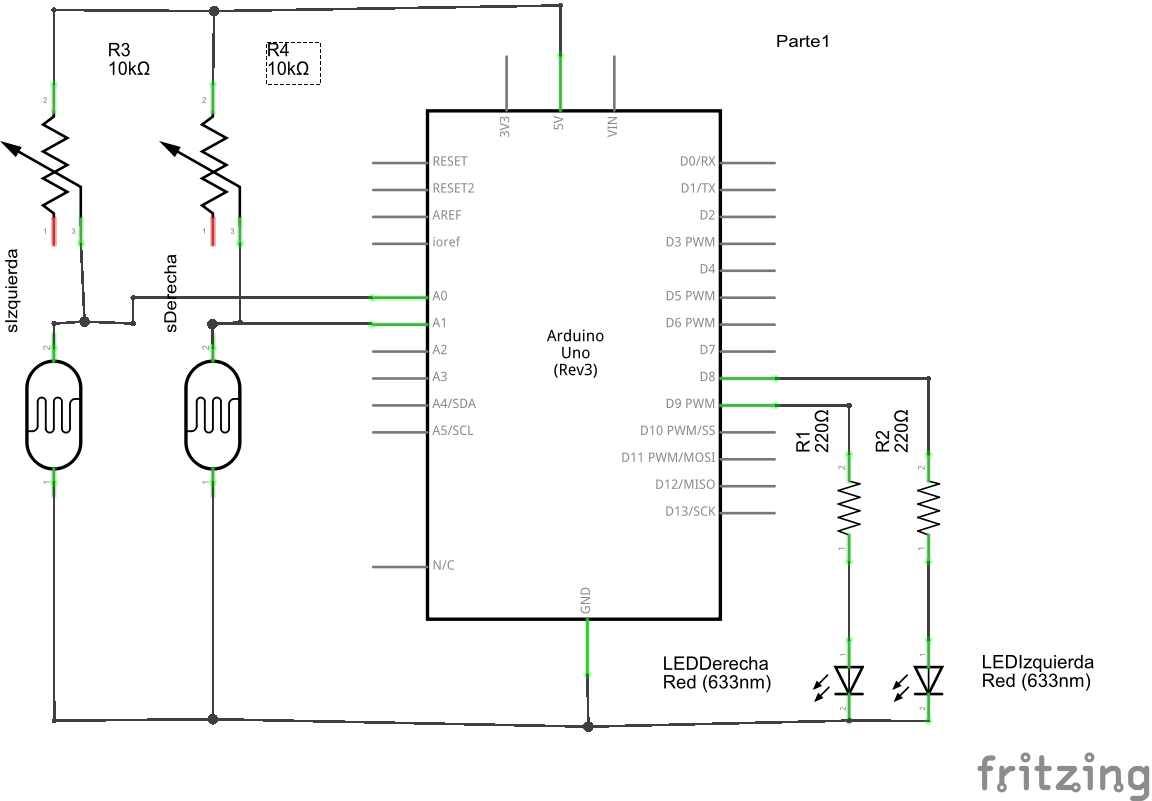 Parte1
R3
10kΩ
R4
10kΩ
2
2
3V3
5V
VIN
RESET
RESET2
AREF
ioref
A0
A1
A2
A3
A4/SDA
A5/SCL
N/C
D0/RX
D1/TX
D2
D3 PWM
D4
D5 PWM
D6 PWM
D7
D8
D9 PWM
D10 PWM/SS
D11 PWM/MOSI
D12/MISO
D13/SCK
GND
Arduino
Uno
(Rev3)
1
3
1
3
sIzquierda
sDerecha
2
2
1
1
R1
220Ω
R2
220Ω
2
2
1
1
LEDDerecha
Red (633nm)
LEDIzquierda
Red (633nm)
1
1
2
2
fritzing